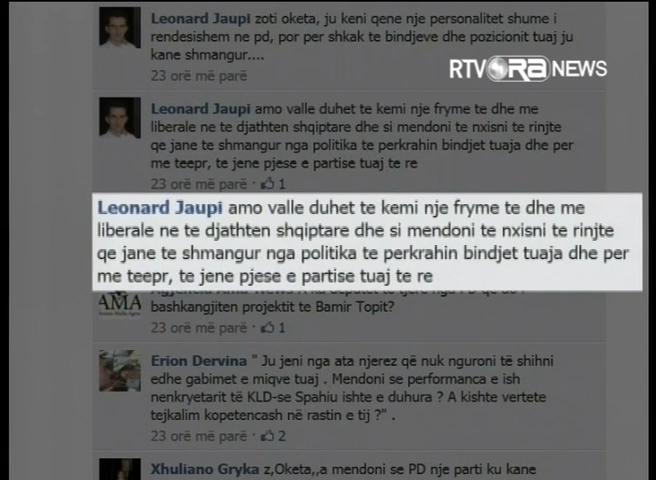 Leonard Jaupi zoti oketa, ju keni qene nje personalitet shume i
rendesishem ne pd, por per shkak te bindjeve dhe pozicionit tuaj ju
kane shmangur....
23 orë më parë
RTV ORA NEWS
Leonard Jaupi amo valle duhet te kemi nje fryme te dhe me
liberale ne te djathten shqiptare dhe si mendoni te nxisni te rinjte
qe jane te shmangur nga politika te perkrahin bindjet tuaja dhe per
me teepr, te jene pjese e partise tuaj te re
23 orë më parë · 1
Leonard Jaupi amo valle duhet te kemi nje fryme te dhe me
liberale ne te djathten shqiptare dhe si mendoni te nxisni te rinjte
qe jane te shmangur nga politika te perkrahin bindjet tuaja dhe per
me teepr, te jene pjese e partise tuaj te re
AMA
bashkangjiten projektit te Bamir Topit?
23 orë më parë · 1
Erion Dervina " Ju jeni nga ata njerez që nuk nguroni të shihni
edhe gabimet e miqve tuaj . Mendoni se performanca e ish
nenkryetarit të KLD-se Spahiu ishte e duhura ? A kishte vertete
tejkalim kopetencash në rastin e tij ?" .
23 orë më parë · 2
Xhuliano Gryka z,Oketa,,a mendoni se PD nje parti ku kane